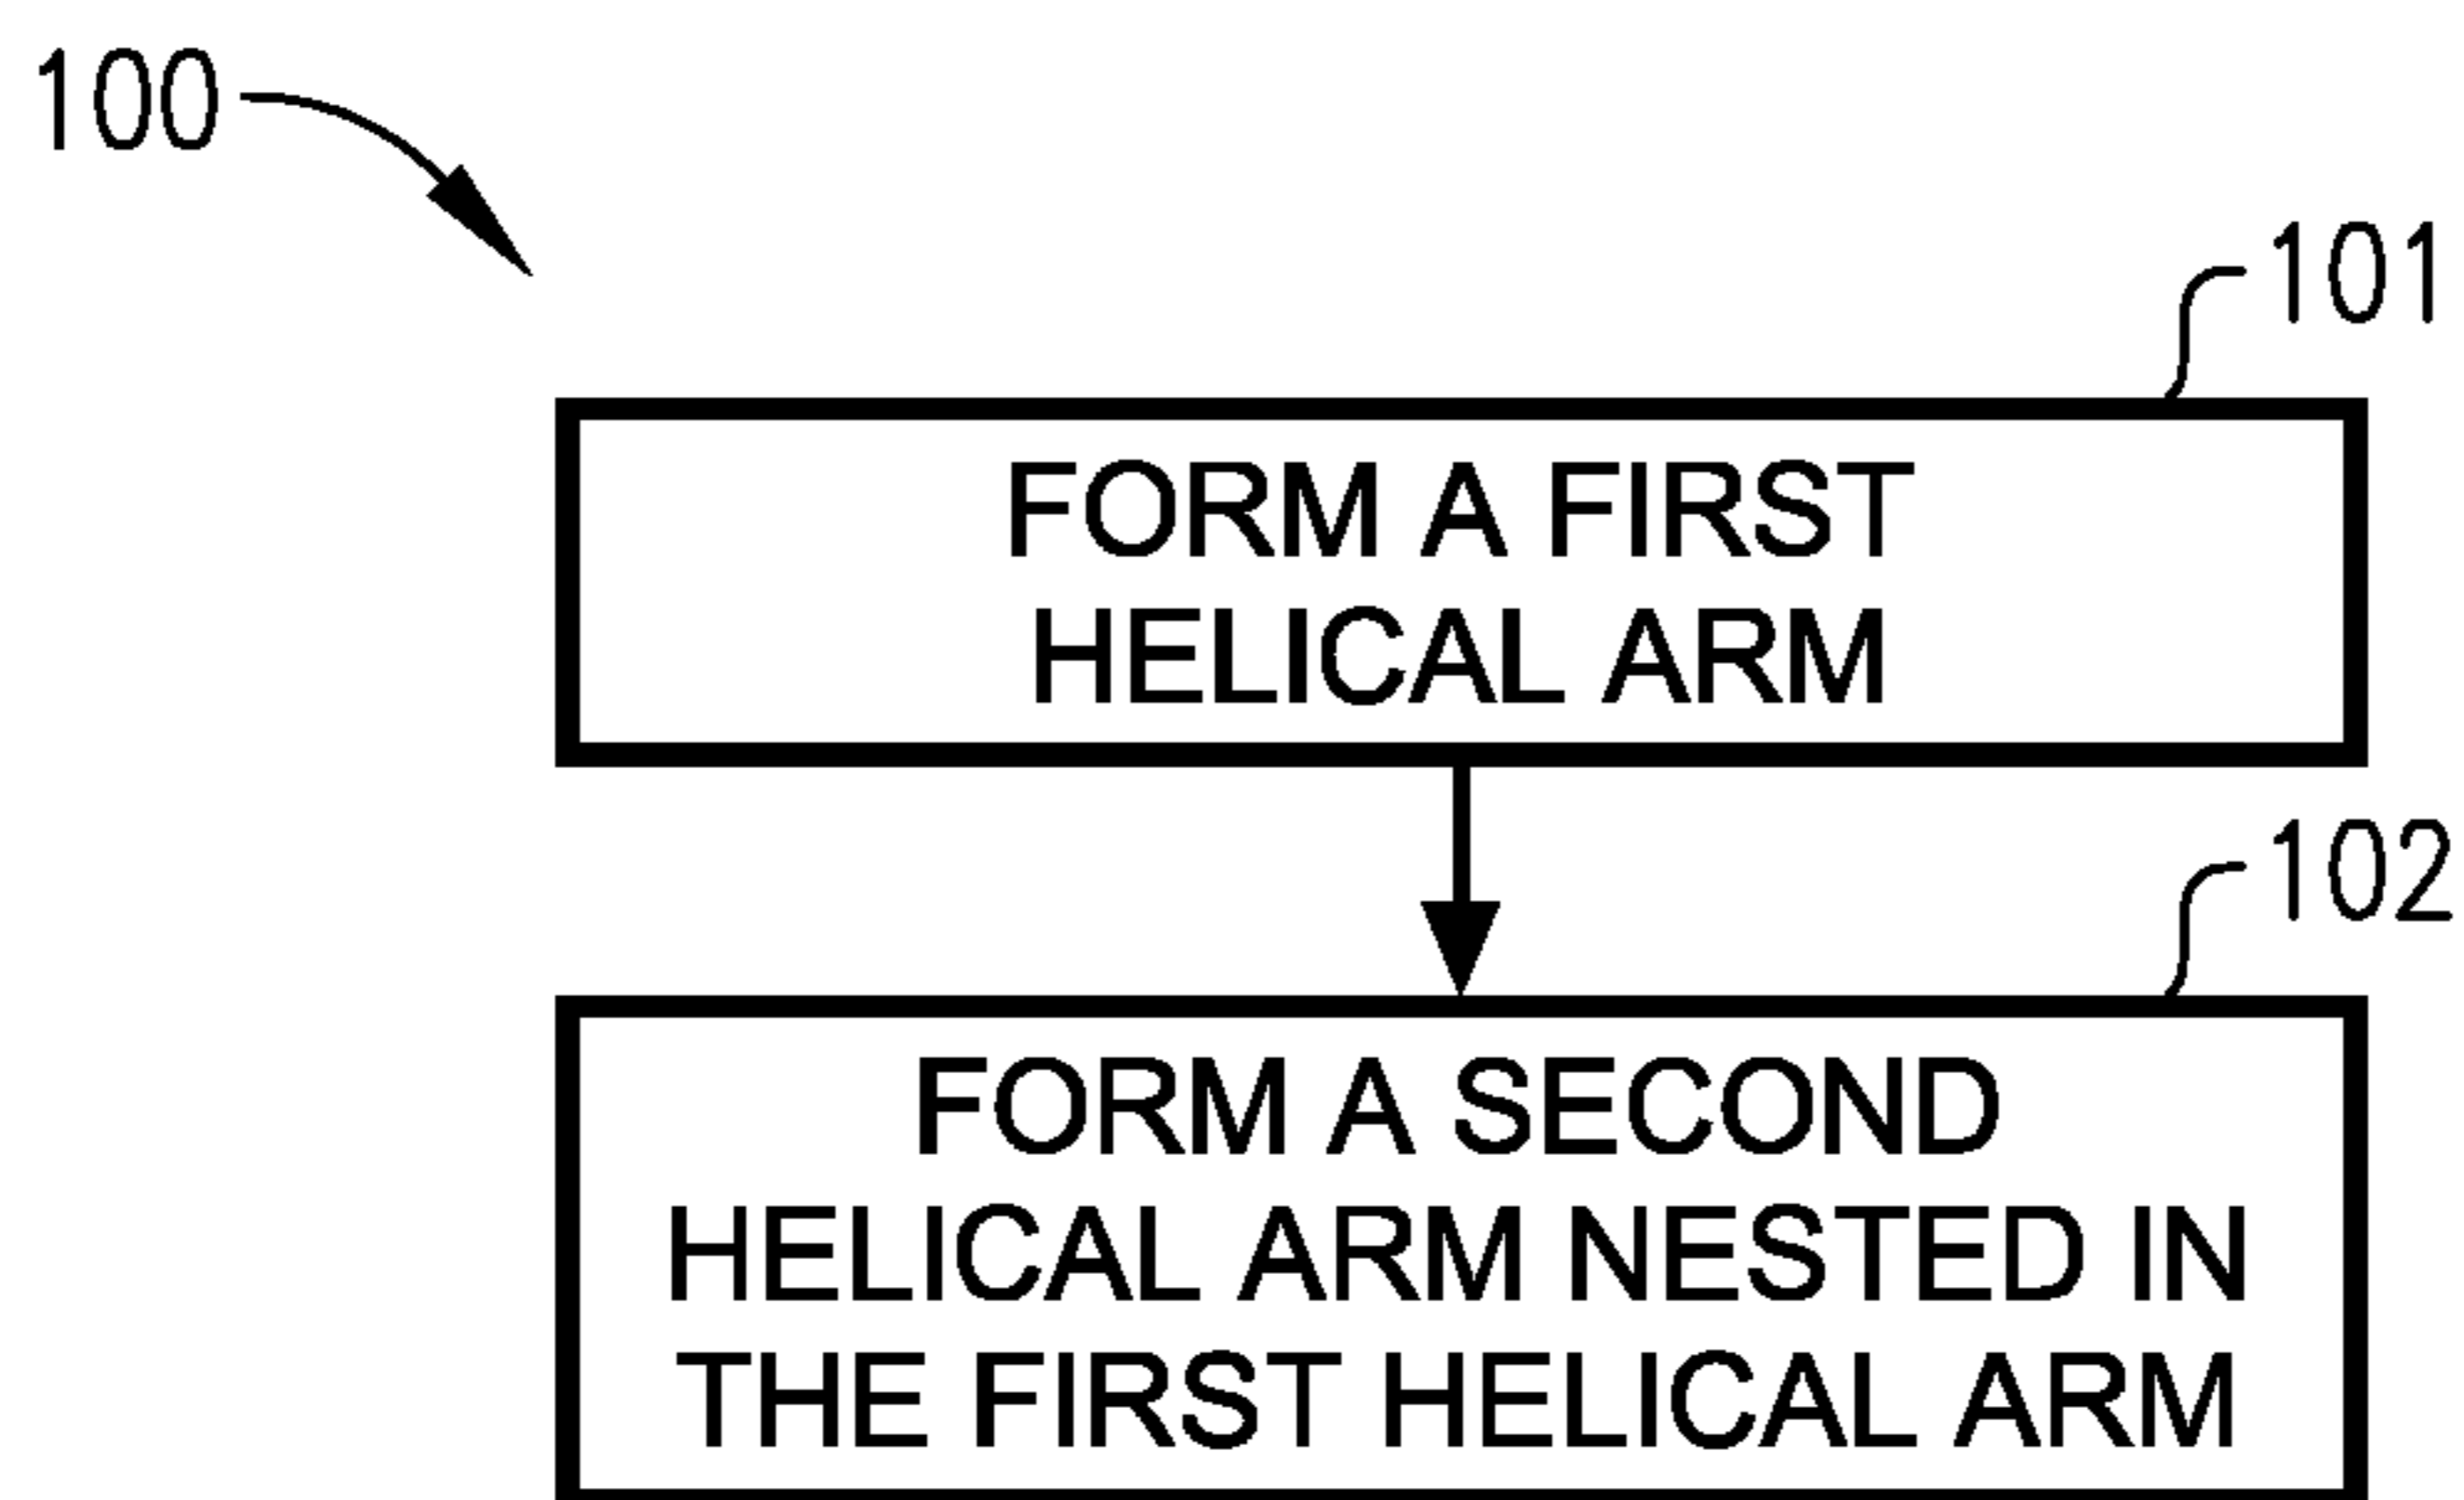 100
101
FORM A FIRST
HELICAL ARM
102
FORM A SECOND
HELICAL ARM NESTED IN
THE FIRST HELICAL ARM